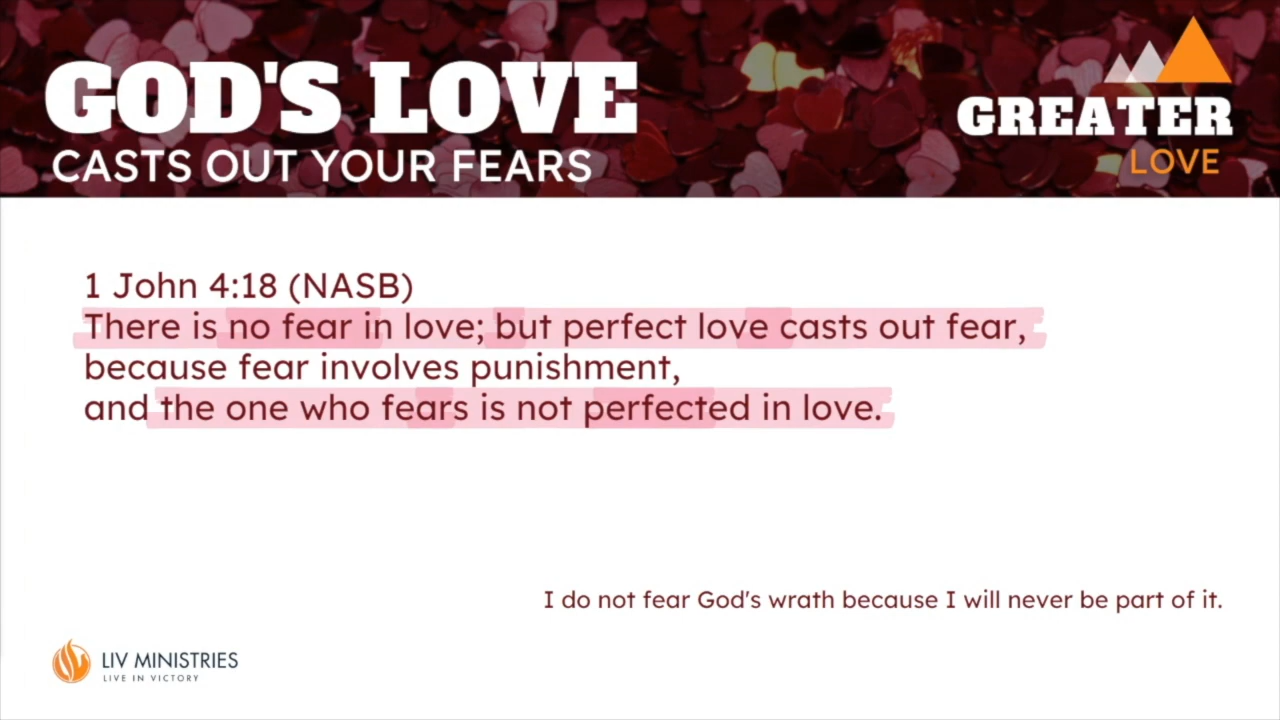 GOD'S LOVE
CASTS OUT YOUR FEARS
GREATER
LOVE
1 John 4:18 (NASB)
There is no fear in love; but perfect love casts out fear,
because fear involves punishment,
and the one who fears is not perfected in love.
I do not fear God's wrath because I will never be part of it.
LIV MINISTRIES
LIVE IN VICTORY